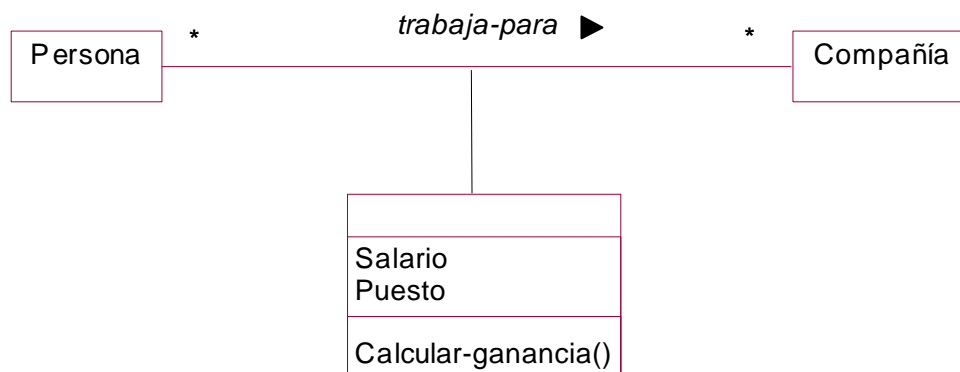 * trabaja-para ▶ *
Persona
Compañía
Salario
Puesto
Calcular-ganancia()